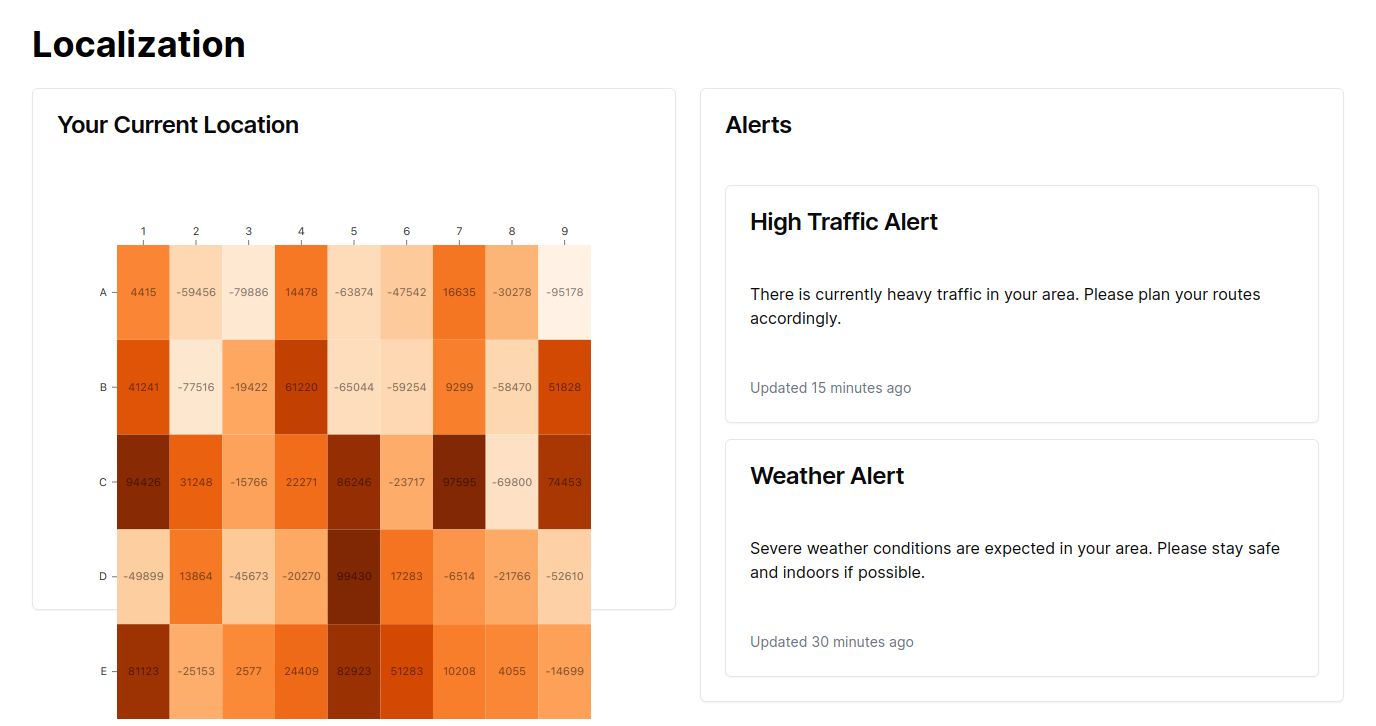 Localization
Your Current Location
1 2 3 4 5 6 7 8 9
A 4415 -59456 -79886 14478 -63874 -47542 16635 -30278 -95178
B 41241 -77516 -19422 61220 -65044 -59254 9299 -58470 51828
C 94426 31248 -15766 22271 86246 -23717 97595 -69800 74453
D -49899 13864 -45673 -20270 99430 17283 -6514 -21766 -52610
E 81123 -25153 2577 24409 82923 51283 10208 4055 -14699
Alerts
High Traffic Alert
There is currently heavy traffic in your area. Please plan your routes
accordingly.
Updated 15 minutes ago
Weather Alert
Severe weather conditions are expected in your area. Please stay safe
and indoors if possible.
Updated 30 minutes ago